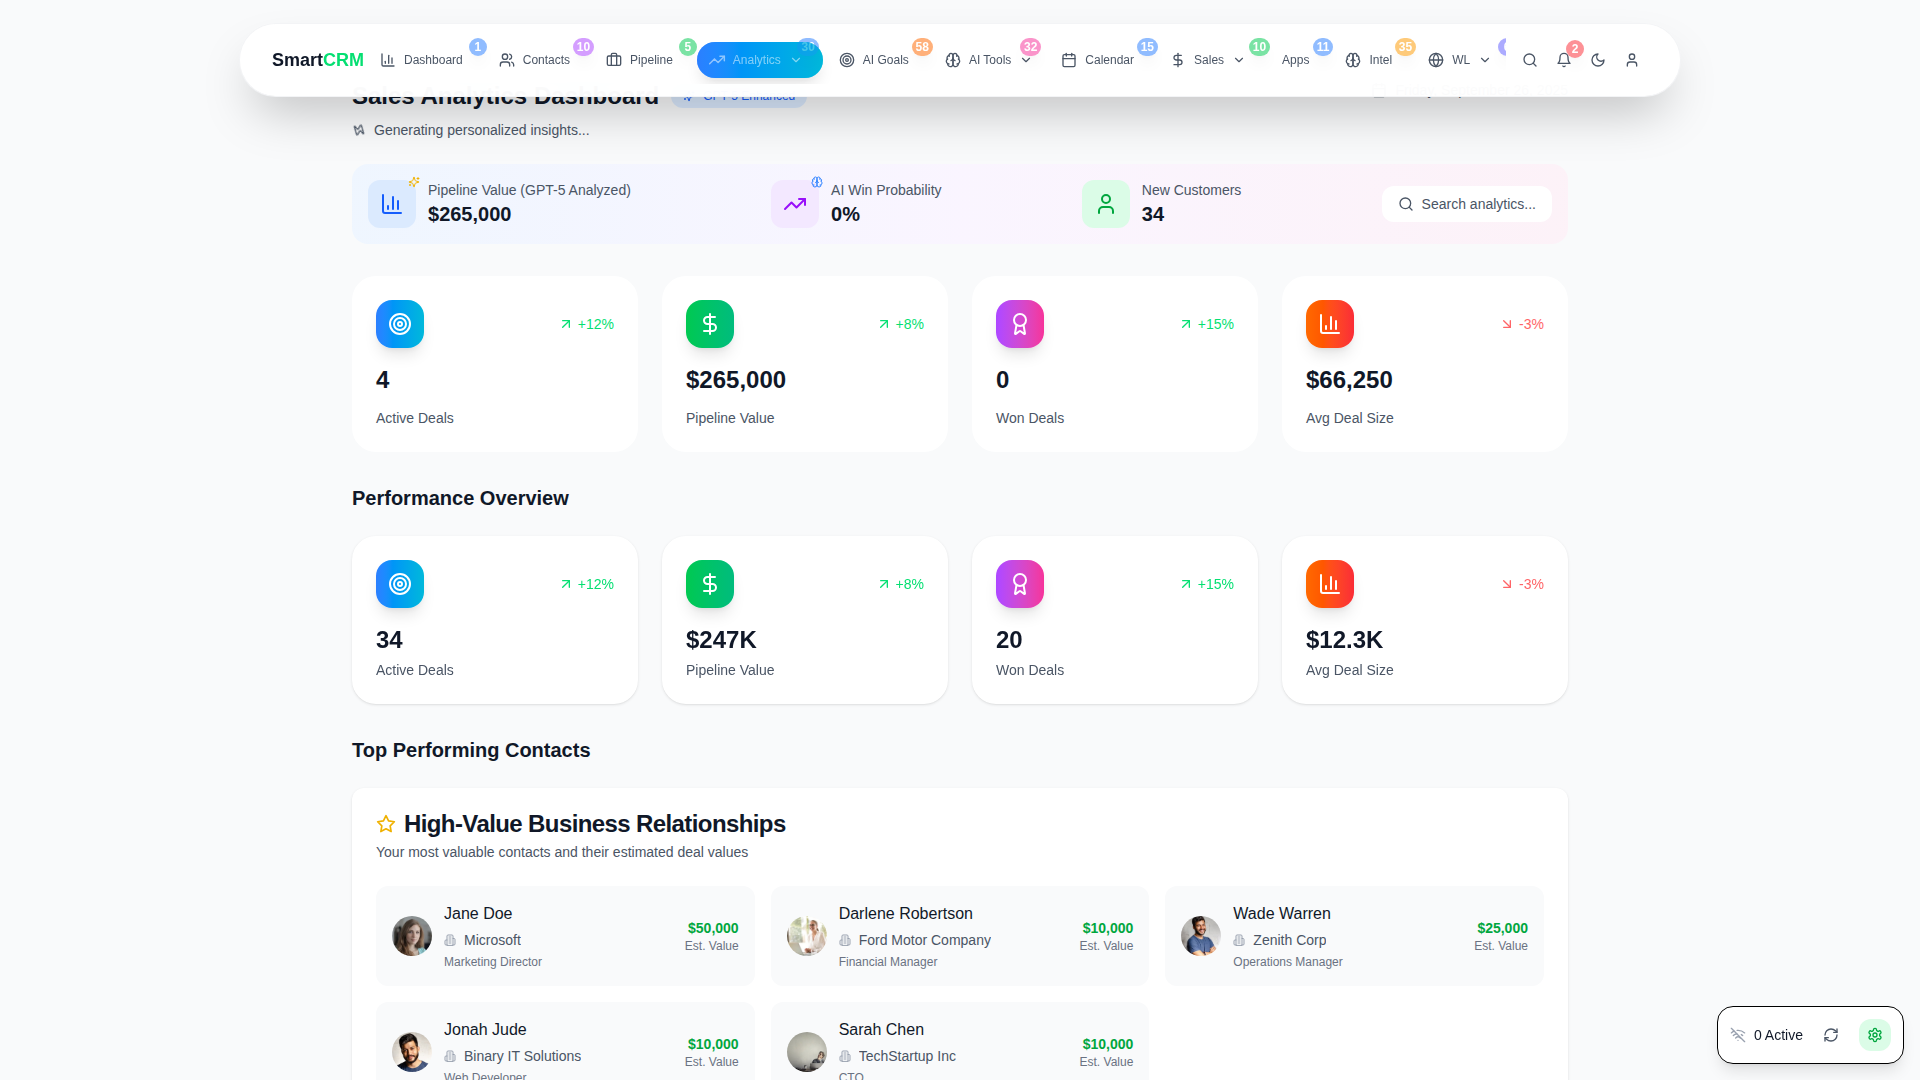 SmartCRM
Dashboard 1
Contacts 10
Pipeline 5
Analytics 30
AI Goals 58
AI Tools 32
Calendar 15
Sales 10
Apps 11
Intel 35
WL
2
Sales Analytics Dashboard
GPT-5 Enhanced
Generating personalized insights...
Pipeline Value (GPT-5 Analyzed)
$265,000
AI Win Probability
0%
New Customers
34
Search analytics...
+12%
4
Active Deals
+8%
$265,000
Pipeline Value
+15%
0
Won Deals
-3%
$66,250
Avg Deal Size
Performance Overview
+12%
34
Active Deals
+8%
$247K
Pipeline Value
+15%
20
Won Deals
-3%
$12.3K
Avg Deal Size
Top Performing Contacts
High-Value Business Relationships
Your most valuable contacts and their estimated deal values
Jane Doe
Microsoft
Marketing Director
$50,000
Est. Value
Darlene Robertson
Ford Motor Company
Financial Manager
$10,000
Est. Value
Wade Warren
Zenith Corp
Operations Manager
$25,000
Est. Value
Jonah Jude
Binary IT Solutions
Web Developer
$10,000
Est. Value
Sarah Chen
TechStartup Inc
CTO
$10,000
Est. Value
0 Active